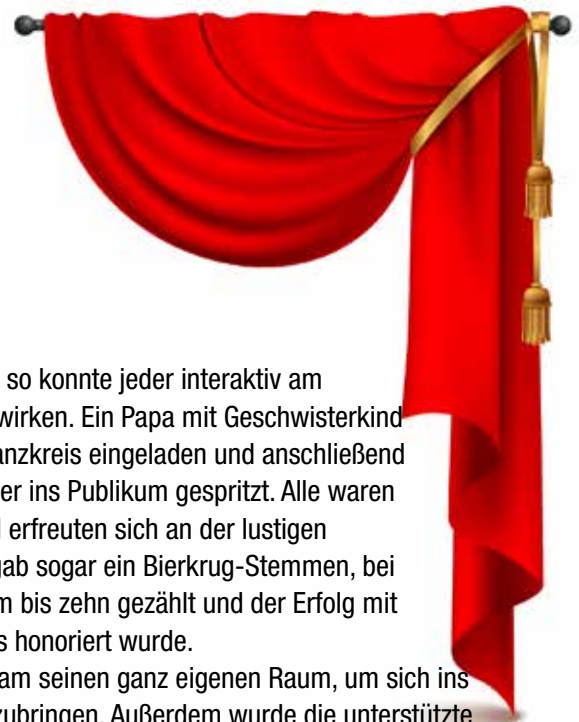 so konnte jeder interaktiv am
wirken. Ein Papa mit Geschwisterkind
anzkreis eingeladen und anschließend
er ins Publikum gespritzt. Alle waren
erfreuten sich an der lustigen
gab sogar ein Bierkrug-Stemmen, bei
m bis zehn gezählt und der Erfolg mit
s honoriert wurde.
am seinen ganz eigenen Raum, um sich ins
zubringen. Außerdem wurde die unterstützte